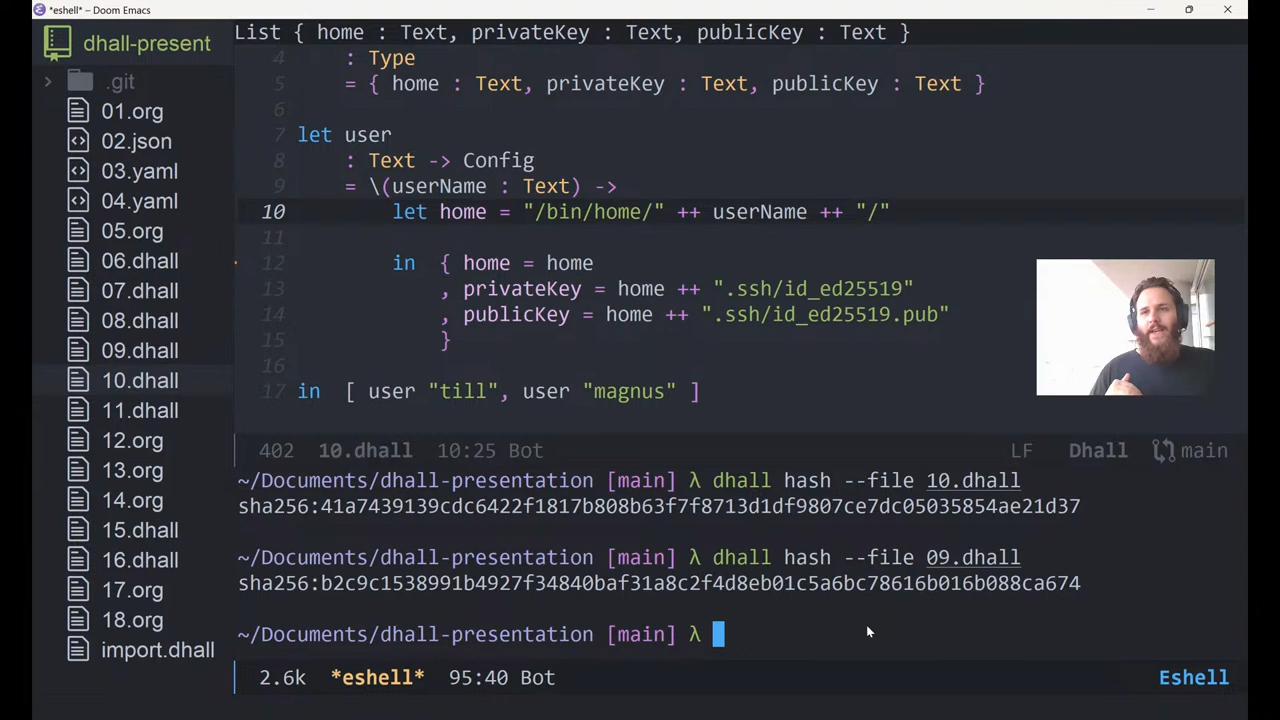 *eshell* – Doom Emacs
dhall-present
.git
01.org
02.json
03.yaml
04.yaml
05.org
06.dhall
07.dhall
08.dhall
09.dhall
10.dhall
11.dhall
12.org
13.org
14.org
15.dhall
16.dhall
17.org
18.org
import.dhall
List { home : Text, privateKey : Text, publicKey : Text }
4 : Type
5 = { home : Text, privateKey : Text, publicKey : Text }
6
7 let user
8 : Text -> Config
9 = \(userName : Text) ->
10 let home = "/bin/home/" ++ userName ++ "/"
11
12 in { home = home
13 , privateKey = home ++ ".ssh/id_ed25519"
14 , publicKey = home ++ ".ssh/id_ed25519.pub"
15 }
16
17 in [ user "till", user "magnus" ]
402 10.dhall 10:25 Bot LF Dhall main
~/Documents/dhall-presentation [main] λ dhall hash --file 10.dhall
sha256:41a7439139cdc6422f1817b808b63f7f8713d1df9807ce7dc05035854ae21d37
~/Documents/dhall-presentation [main] λ dhall hash --file 09.dhall
sha256:b2c9c1538991b4927f34840baf31a8c2f4d8eb01c5a6bc78616b016b088ca674
~/Documents/dhall-presentation [main] λ
2.6k *eshell* 95:40 Bot Eshell